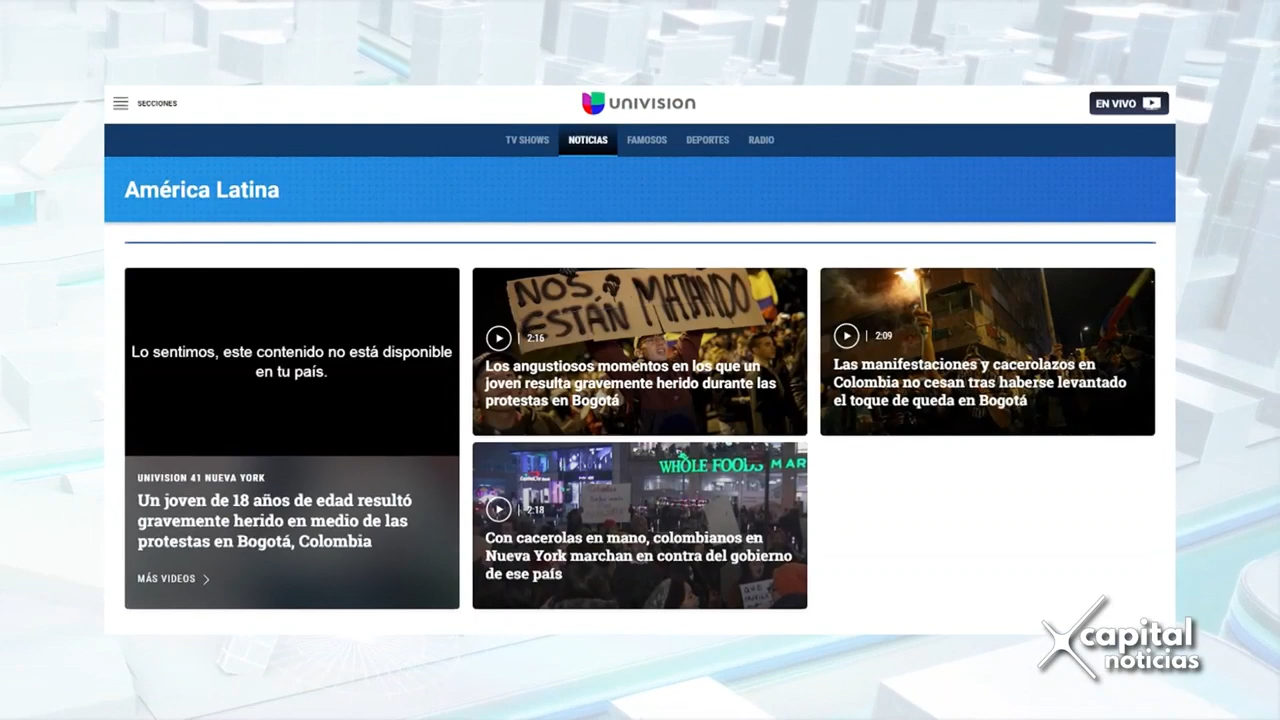 SECCIONES
UNIVISION
EN VIVO
TV SHOWS
NOTICIAS
FAMOSOS
DEPORTES
RADIO
América Latina
Lo sentimos, este contenido no está disponible
en tu país.
UNIVISION 41 NUEVA YORK
Un joven de 18 años de edad resultó
gravemente herido en medio de las
protestas en Bogotá, Colombia
MÁS VIDEOS
NOS
ESTÁN MATANDO
2:16
Los angustiosos momentos en los que un
joven resulta gravemente herido durante las
protestas en Bogotá
2:09
Las manifestaciones y cacerolazos en
Colombia no cesan tras haberse levantado
el toque de queda en Bogotá
WHOLE FOODS MAR
2:18
Con cacerolas en mano, colombianos en
Nueva York marchan en contra del gobierno
de ese país
capital
noticias